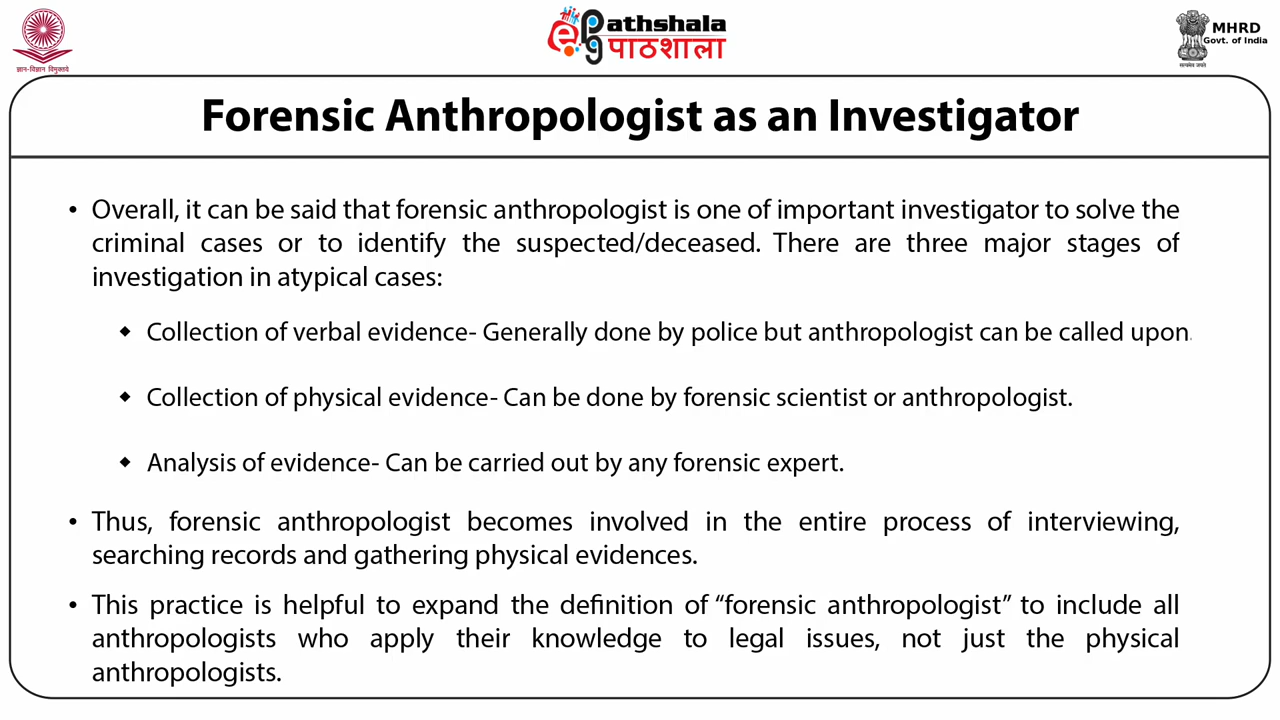 ज्ञान-विज्ञान विमुक्तये
epg
athshala
पाठशाला
सत्यमेव जयते
MHRD
Govt. of India
Forensic Anthropologist as an Investigator
• Overall, it can be said that forensic anthropologist is one of important investigator to solve the
criminal cases or to identify the suspected/deceased. There are three major stages of
investigation in atypical cases:
◆ Collection of verbal evidence- Generally done by police but anthropologist can be called upon.
◆ Collection of physical evidence- Can be done by forensic scientist or anthropologist.
◆ Analysis of evidence- Can be carried out by any forensic expert.
• Thus, forensic anthropologist becomes involved in the entire process of interviewing,
searching records and gathering physical evidences.
• This practice is helpful to expand the definition of “forensic anthropologist” to include all
anthropologists who apply their knowledge to legal issues, not just the physical
anthropologists.